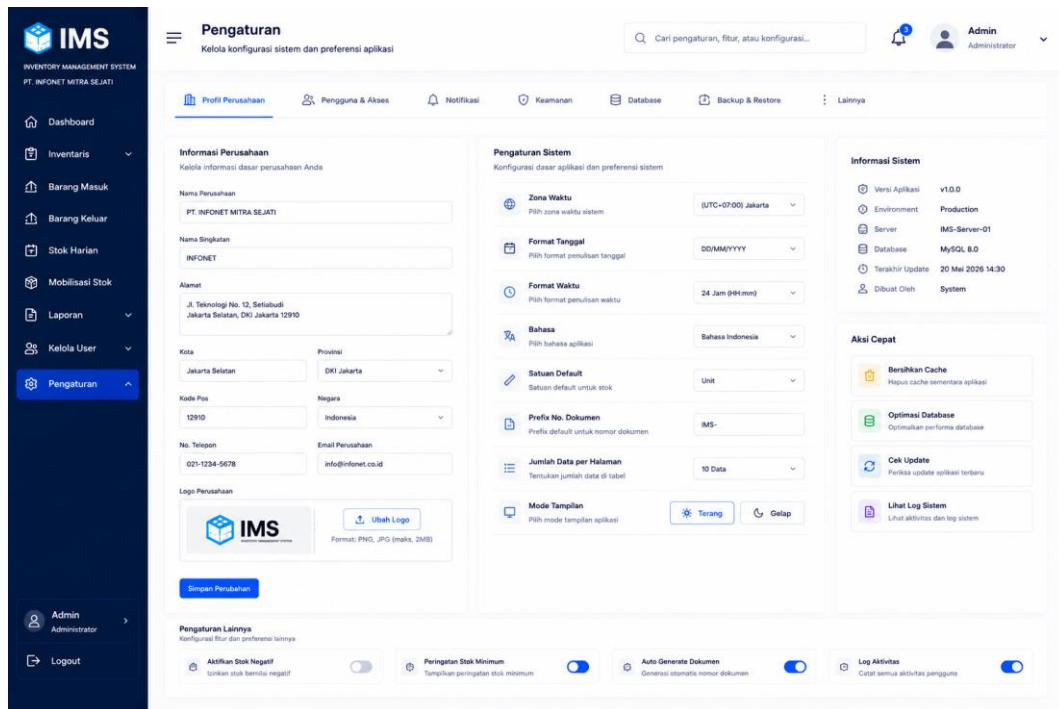 IMS
INVENTORY MANAGEMENT SYSTEM
PT. INFONET MITRA SEJATI
Dashboard
Inventaris
Barang Masuk
Barang Keluar
Stok Harian
Mobilisasi Stok
Laporan
Kelola User
Pengaturan
Admin
Administrator
Logout
Pengaturan
Kelola konfigurasi sistem dan preferensi aplikasi
Cari pengaturan, fitur, atau konfigurasi...
3
Admin
Administrator
Profil Perusahaan
Pengguna & Akses
Notifikasi
Keamanan
Database
Backup & Restore
Lainnya
Informasi Perusahaan
Kelola informasi dasar perusahaan Anda
Nama Perusahaan
PT. INFONET MITRA SEJATI
Nama Singkatan
INFONET
Alamat
Jl. Teknologi No. 12, Setiabudi
Jakarta Selatan, DKI Jakarta 12910
Kota
Provinsi
Jakarta Selatan
DKI Jakarta
Kode Pos
Negara
12910
Indonesia
No. Telepon
Email Perusahaan
021-1234-5678
info@infonet.co.id
Logo Perusahaan
IMS
INVENTORY MANAGEMENT SYSTEM
Ubah Logo
Format: PNG, JPG (maks, 2MB)
Simpan Perubahan
Pengaturan Sistem
Konfigurasi dasar aplikasi dan preferensi sistem
Zona Waktu
Pilih zona waktu sistem
(UTC+07:00) Jakarta
Format Tanggal
Pilih format penulisan tanggal
DD/MM/YYYY
Format Waktu
Pilih format penulisan waktu
24 Jam (HH:mm)
Bahasa
Pilih bahasa aplikasi
Bahasa Indonesia
Satuan Default
Satuan default untuk stok
Unit
Prefix No. Dokumen
Prefix default untuk nomor dokumen
IMS-
Jumlah Data per Halaman
Tentukan jumlah data di tabel
10 Data
Mode Tampilan
Pilih mode tampilan aplikasi
Terang
Gelap
Informasi Sistem
Versi Aplikasi v1.0.0
Environment Production
Server IMS-Server-01
Database MySQL 8.0
Terakhir Update 20 Mei 2026 14:30
Dibuat Oleh System
Aksi Cepat
Bersihkan Cache
Hapus cache sementara aplikasi
Optimasi Database
Optimalkan performa database
Cek Update
Periksa update aplikasi terbaru
Lihat Log Sistem
Lihat aktivitas dan log sistem
Pengaturan Lainnya
Konfigurasi fitur dan preferensi lainnya
Aktifkan Stok Negatif
Izinkan stok bernilai negatif
Peringatan Stok Minimum
Tampilkan peringatan stok minimum
Auto Generate Dokumen
Generasi otomatis nomor dokumen
Log Aktivitas
Catat semua aktivitas pengguna